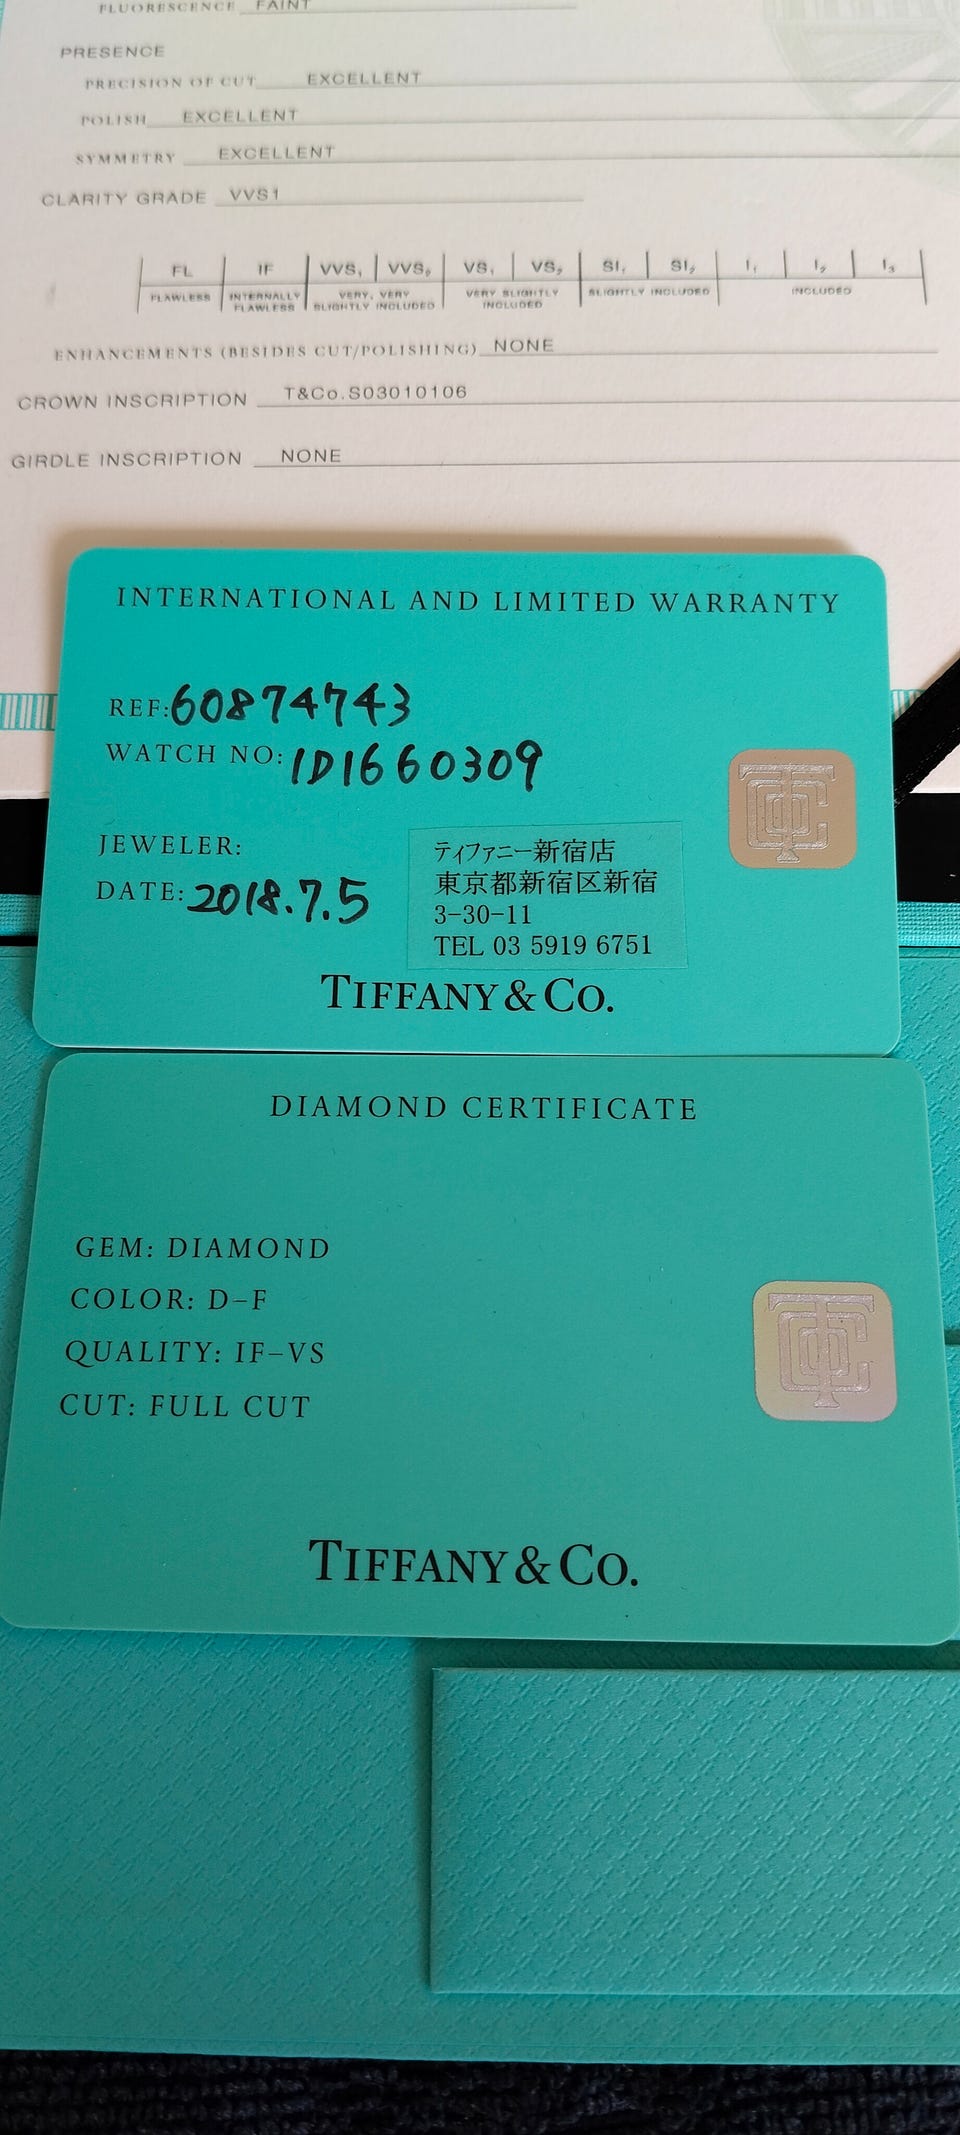 FLUORESCENCE FAINT
PRESENCE
PRECISION OF CUT EXCELLENT
POLISH EXCELLENT
SYMMETRY EXCELLENT
CLARITY GRADE VVS1
FL IF VVS₁ VVS₂ VS₁ VS₂ SI₁ SI₂ I₁ I₂ I₃
FLAWLESS INTERNALLY FLAWLESS VERY, VERY SLIGHTLY INCLUDED VERY SLIGHTLY INCLUDED SLIGHTLY INCLUDED INCLUDED
ENHANCEMENTS (BESIDES CUT/POLISHING) NONE
CROWN INSCRIPTION T&Co.S03010106
GIRDLE INSCRIPTION NONE
INTERNATIONAL AND LIMITED WARRANTY
REF: 60874743
WATCH NO: 1D1660309
JEWELER:
DATE: 2018.7.5
ティファニー新宿店
東京都新宿区新宿
3-30-11
TEL 03 5919 6751
TIFFANY & CO.
DIAMOND CERTIFICATE
GEM: DIAMOND
COLOR: D-F
QUALITY: IF-VS
CUT: FULL CUT
TIFFANY & CO.